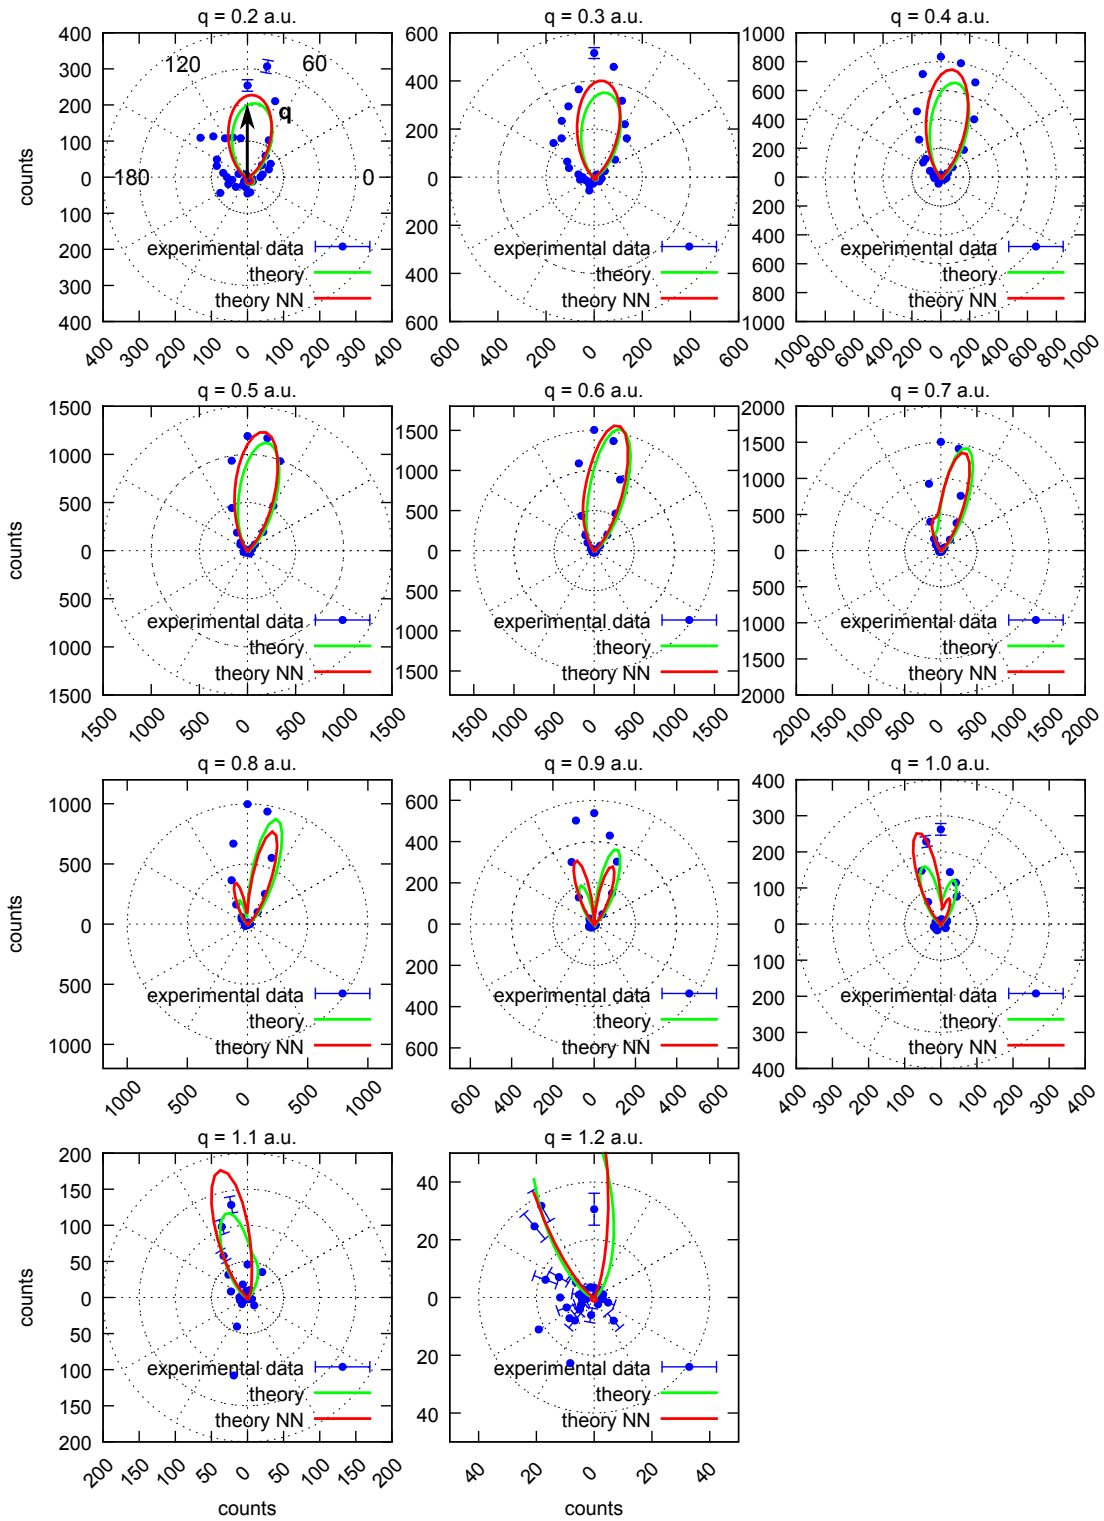 q = 0.2 a.u.
q = 0.3 a.u.
q = 0.4 a.u.
400
300
200
100
0
100
200
300
400
counts
120
60
q
180
0
experimental data
theory
theory NN
400 300 200 100 0 100 200 300 400
600
400
200
0
200
400
600
experimental data
theory
theory NN
600 400 200 0 200 400 600
1000
800
600
400
200
0
200
400
600
800
1000
experimental data
theory
theory NN
1000 800 600 400 200 0 200 400 600 800 1000
q = 0.5 a.u.
q = 0.6 a.u.
q = 0.7 a.u.
1500
1000
500
0
500
1000
1500
counts
experimental data
theory
theory NN
1500 1000 500 0 500 1000 1500
1500
1000
500
0
500
1000
1500
experimental data
theory
theory NN
1500 1000 500 0 500 1000 1500
2000
1500
1000
500
0
500
1000
1500
2000
experimental data
theory
theory NN
2000 1500 1000 500 0 500 1000 1500 2000
q = 0.8 a.u.
q = 0.9 a.u.
q = 1.0 a.u.
1000
500
0
500
1000
counts
experimental data
theory
theory NN
1000 500 0 500 1000
600
400
200
0
200
400
600
experimental data
theory
theory NN
600 400 200 0 200 400 600
400
300
200
100
0
100
200
300
400
experimental data
theory
theory NN
400 300 200 100 0 100 200 300 400
q = 1.1 a.u.
q = 1.2 a.u.
200
150
100
50
0
50
100
150
200
counts
experimental data
theory
theory NN
200 150 100 50 0 50 100 150 200
counts
40
20
0
20
40
experimental data
theory
theory NN
40 20 0 20 40
counts